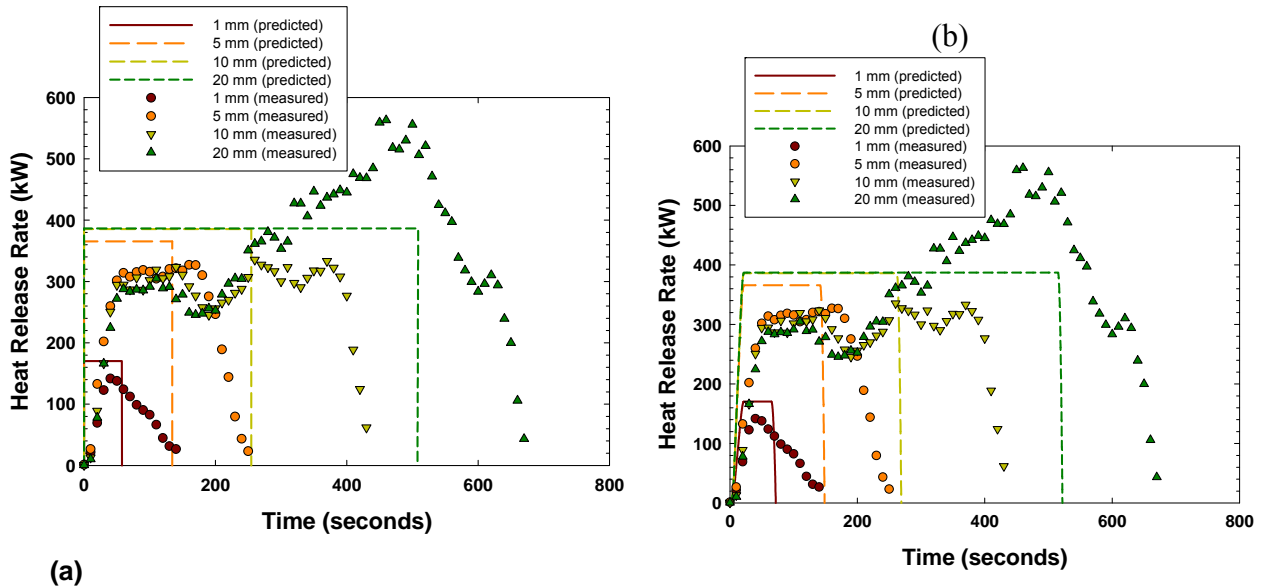 1 mm (predicted)
5 mm (predicted)
10 mm (predicted)
20 mm (predicted)
1 mm (measured)
5 mm (measured)
10 mm (measured)
20 mm (measured)
600
500
400
300
200
100
0
Heat Release Rate (kW)
0
200
400
600
800
Time (seconds)
(a)
(b)
1 mm (predicted)
5 mm (predicted)
10 mm (predicted)
20 mm (predicted)
1 mm (measured)
5 mm (measured)
10 mm (measured)
20 mm (measured)
600
500
400
300
200
100
0
Heat Release Rate (kW)
0
200
400
600
800
Time (seconds)